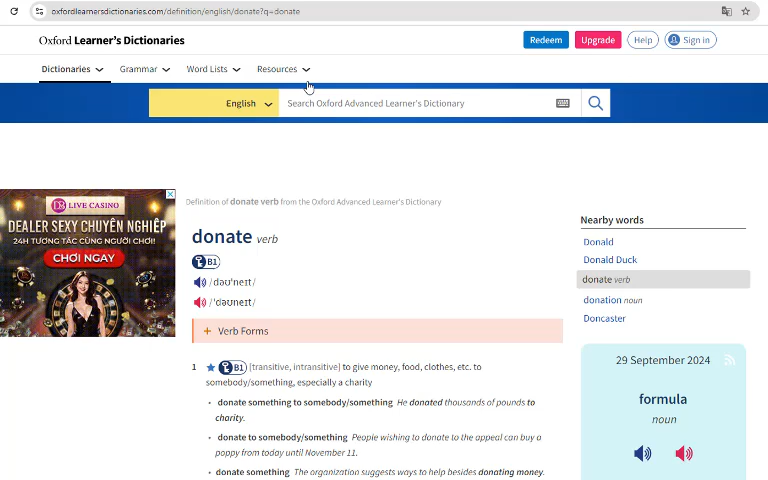 oxfordlearnersdictionaries.com/definition/english/donate?q=donate
Oxford Learner's Dictionaries
Redeem
Upgrade
Help
Sign in
Dictionaries
Grammar
Word Lists
Resources
English
Search Oxford Advanced Learner's Dictionary
LIVE CASINO
DEALER SEXY CHUYÊN NGHIỆP
24H TƯƠNG TÁC CÙNG NGƯỜI CHƠI!
CHƠI NGAY
Definition of donate verb from the Oxford Advanced Learner's Dictionary
donate verb
B1
/dəʊˈneɪt/
/ˈdəʊneɪt/
+ Verb Forms
1 B1 [transitive, intransitive] to give money, food, clothes, etc. to
somebody/something, especially a charity
• donate something to somebody/something He donated thousands of pounds to
charity.
• donate to somebody/something People wishing to donate to the appeal can buy a
poppy from today until November 11.
• donate something The organization suggests ways to help besides donating money.
Nearby words
Donald
Donald Duck
donate verb
donation noun
Doncaster
29 September 2024
formula
noun